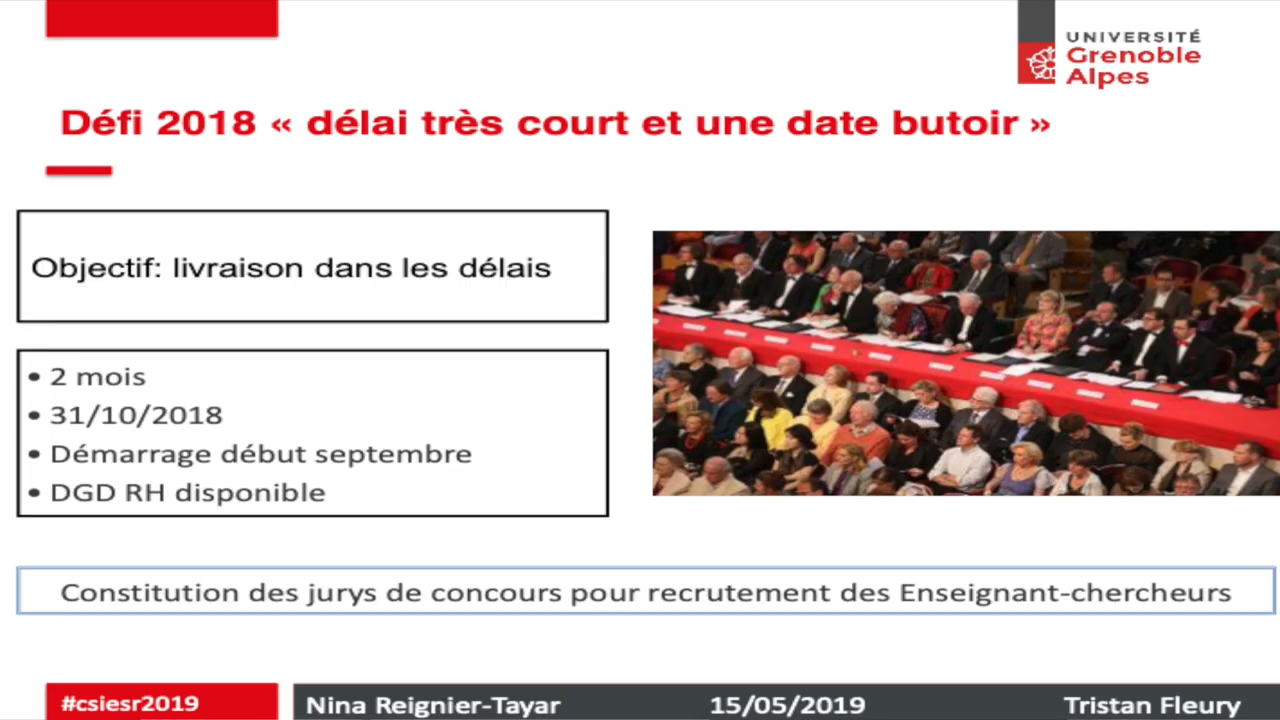 UNIVERSITÉ
Grenoble
Alpes
Défi 2018 « délai très court et une date butoir »
Objectif: livraison dans les délais
• 2 mois
• 31/10/2018
• Démarrage début septembre
• DGD RH disponible
Constitution des jurys de concours pour recrutement des Enseignant-chercheurs
#csiesr2019
Nina Reignier-Tayar
15/05/2019
Tristan Fleury